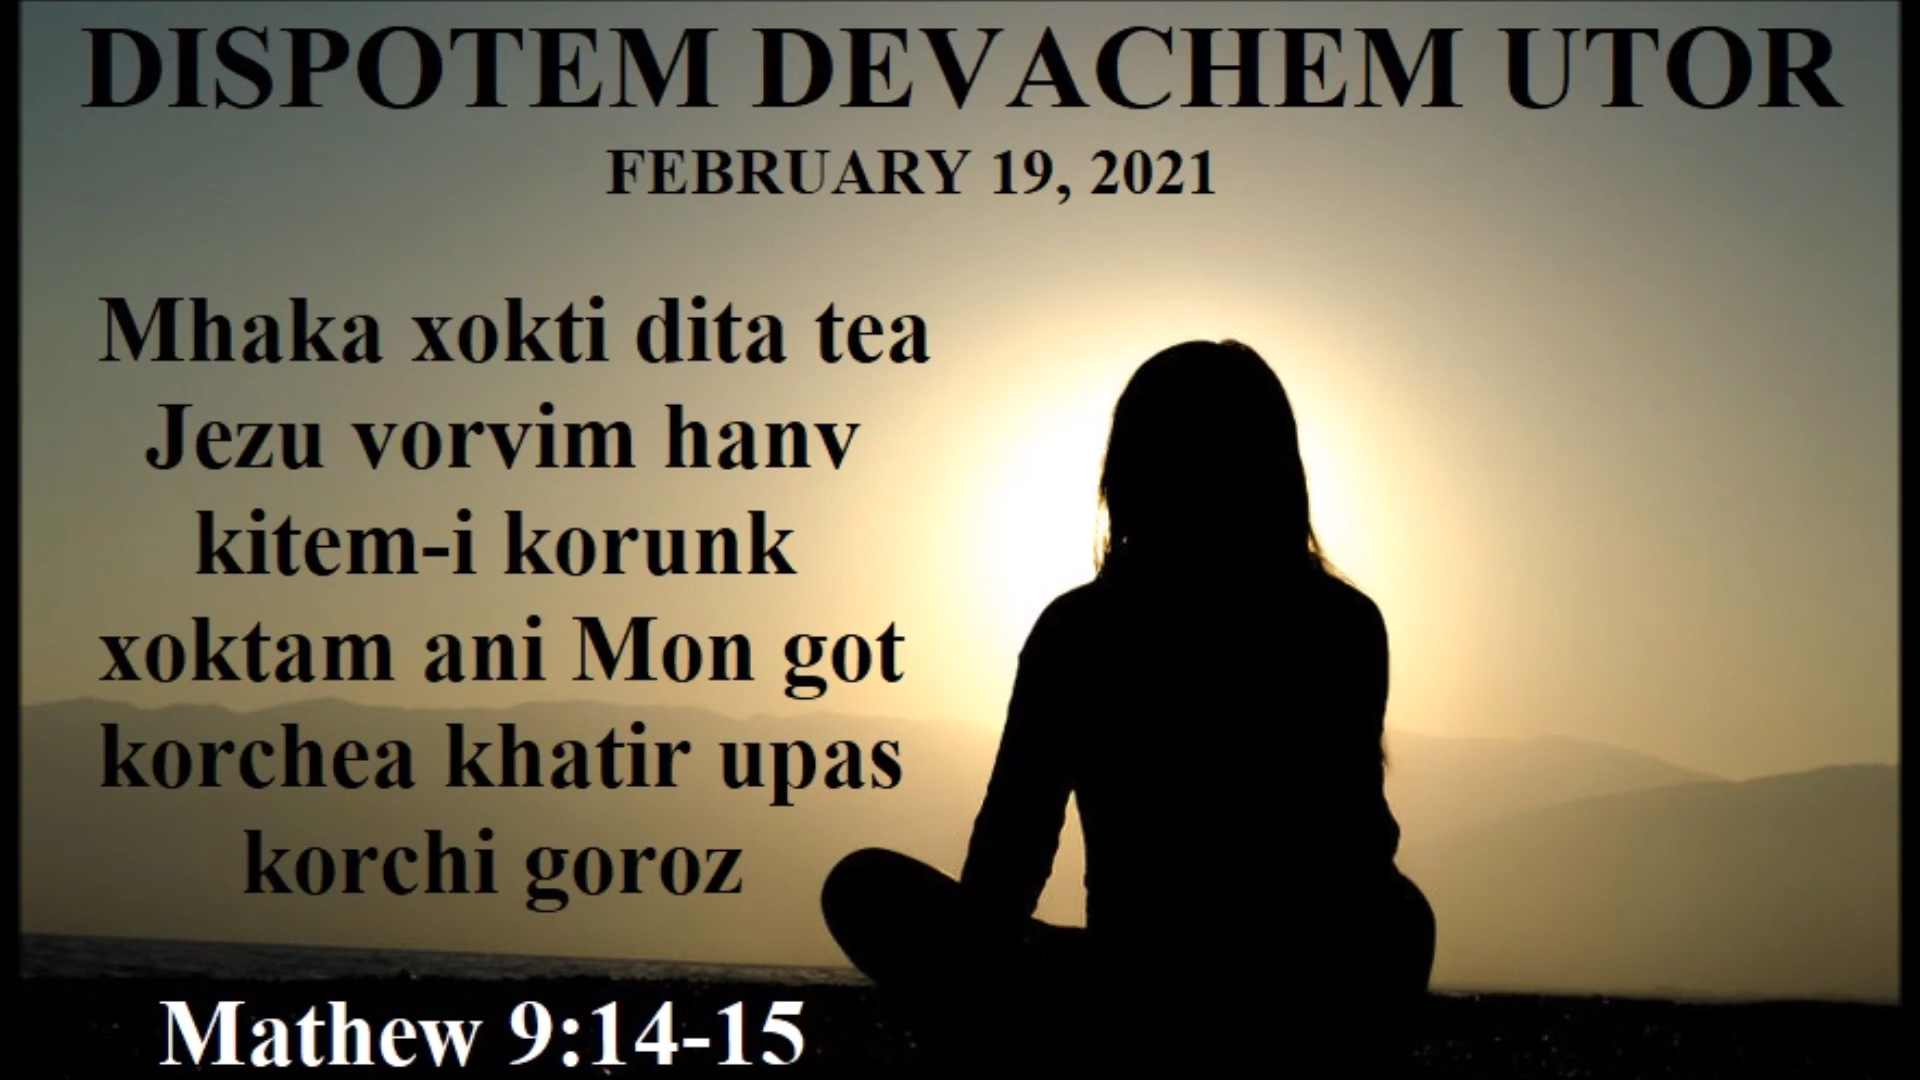 DISPOTEM DEVACHEM UTOR
FEBRUARY 19, 2021
Mhaka xokti dita tea
Jezu vorvim hanv
kitem-i korunk
xoktam ani Mon got
korchea khatir upas
korchi goroz
Mathew 9:14-15